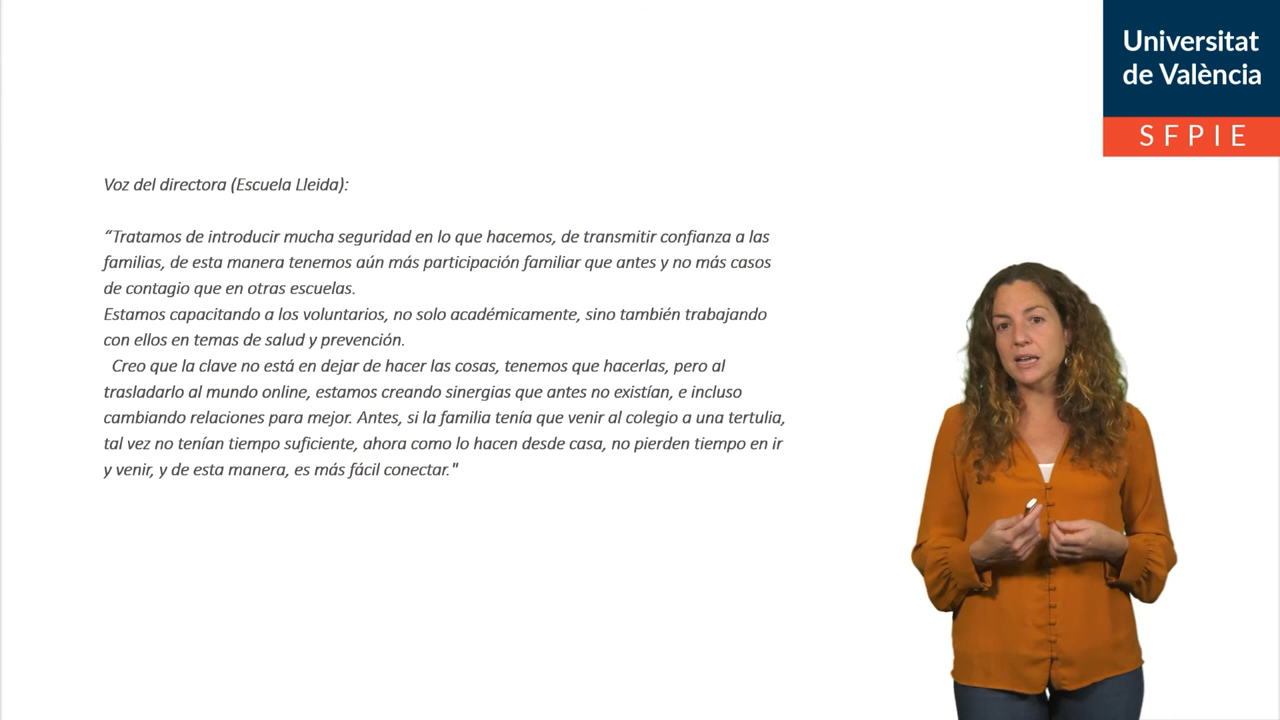 Universitat
de València
SFPIE
Voz del directora (Escuela Lleida):
“Tratamos de introducir mucha seguridad en lo que hacemos, de transmitir confianza a las
familias, de esta manera tenemos aún más participación familiar que antes y no más casos
de contagio que en otras escuelas.
Estamos capacitando a los voluntarios, no solo académicamente, sino también trabajando
con ellos en temas de salud y prevención.
Creo que la clave no está en dejar de hacer las cosas, tenemos que hacerlas, pero al
trasladarlo al mundo online, estamos creando sinergias que antes no existían, e incluso
cambiando relaciones para mejor. Antes, si la familia tenía que venir al colegio a una tertulia,
tal vez no tenían tiempo suficiente, ahora como lo hacen desde casa, no pierden tiempo en ir
y venir, y de esta manera, es más fácil conectar."